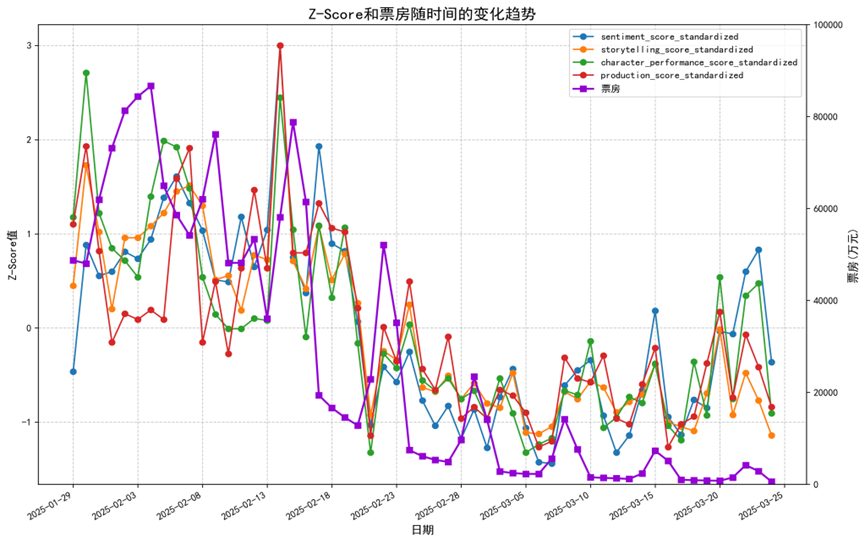 Z-Score和票房随时间的变化趋势
sentiment_score_standardized
storytelling_score_standardized
character_performance_score_standardized
production_score_standardized
票房
Z-Score值
3
2
1
0
−1
票房(万元)
100000
80000
60000
40000
20000
0
2025-01-29
2025-02-03
2025-02-08
2025-02-13
2025-02-18
2025-02-23
2025-02-28
2025-03-05
2025-03-10
2025-03-15
2025-03-20
2025-03-25
日期